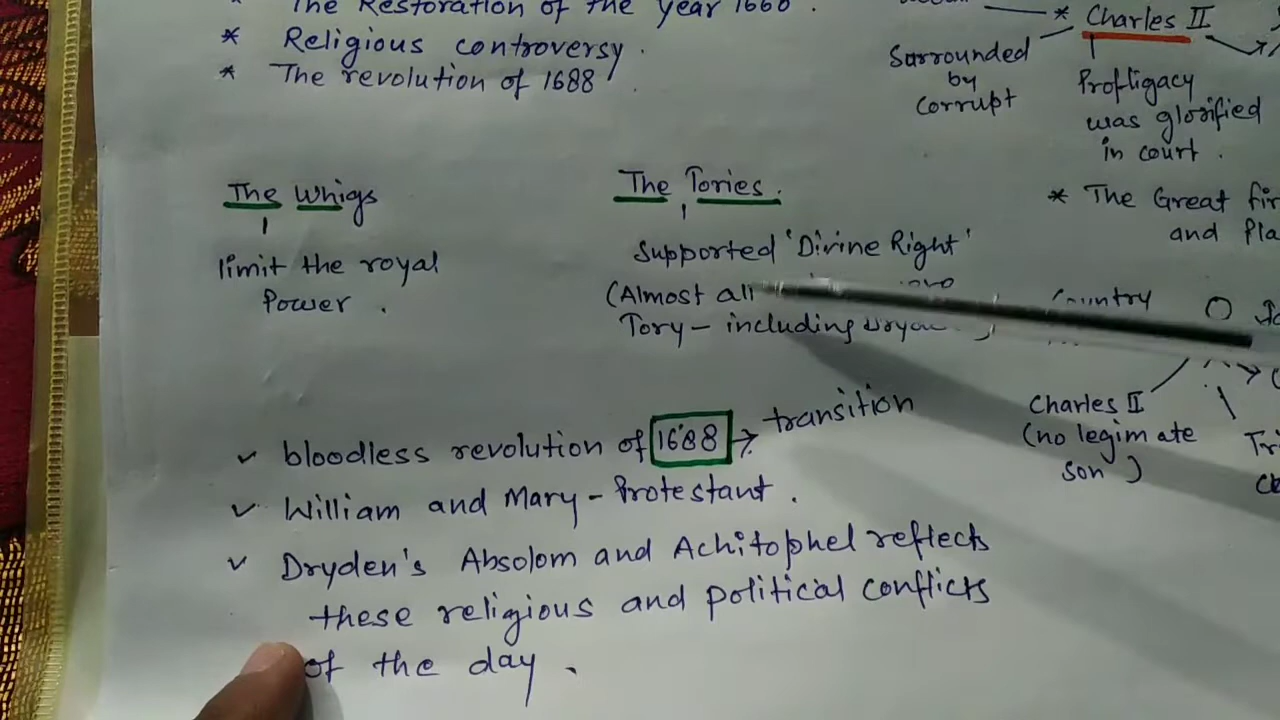 * The Restoration of the year 1660 .
* Religious controversy .
* The revolution of 1688 .
* Charles II
Surrounded
by
corrupt
Profligacy
was glorified
in court .
* The Great
and
The Whigs
limit the royal
Power .
The Tories .
Supported 'Divine Right'
(Almost all
Tory - including
✓ bloodless revolution of 1688 → transition
✓ William and Mary - Protestant .
✓ Dryden's Absolom and Achitophel reflects
these religious and political conflicts
of the day .
Charles II
(no legimate
son )